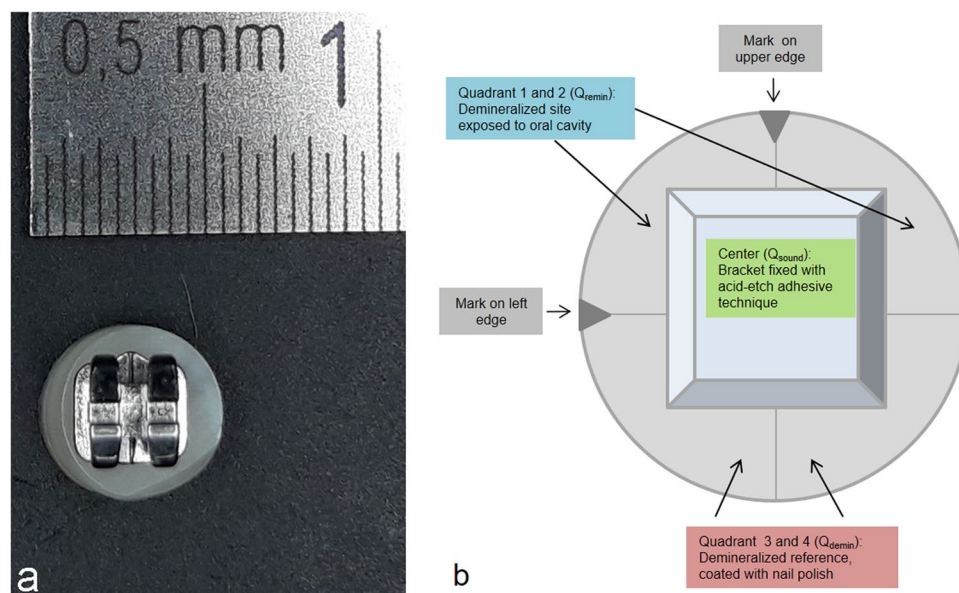 0,5 mm 1
a
Mark on
upper edge
Quadrant 1 and 2 (Qremin):
Demineralized site
exposed to oral cavity
Center (Qsound):
Bracket fixed with
acid-etch adhesive
technique
Mark on left
edge
Quadrant 3 and 4 (Qdemin):
Demineralized reference,
coated with nail polish
b